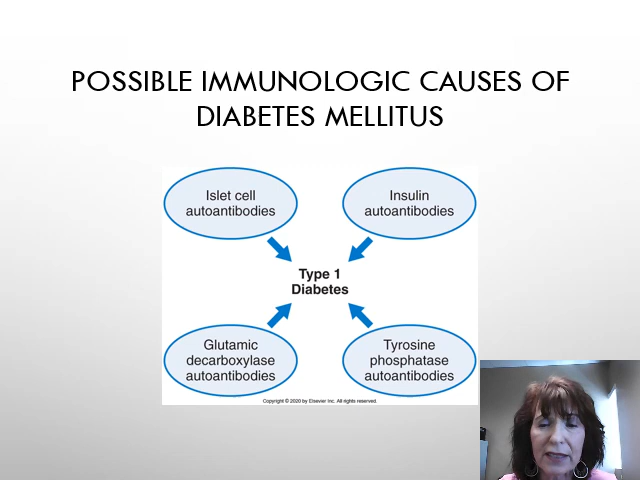 POSSIBLE IMMUNOLOGIC CAUSES OF
DIABETES MELLITUS
Islet cell
autoantibodies
Insulin
autoantibodies
Type 1
Diabetes
Glutamic
decarboxylase
autoantibodies
Tyrosine
phosphatase
autoantibodies
Copyright © 2020 by Elsevier Inc. All rights reserved.